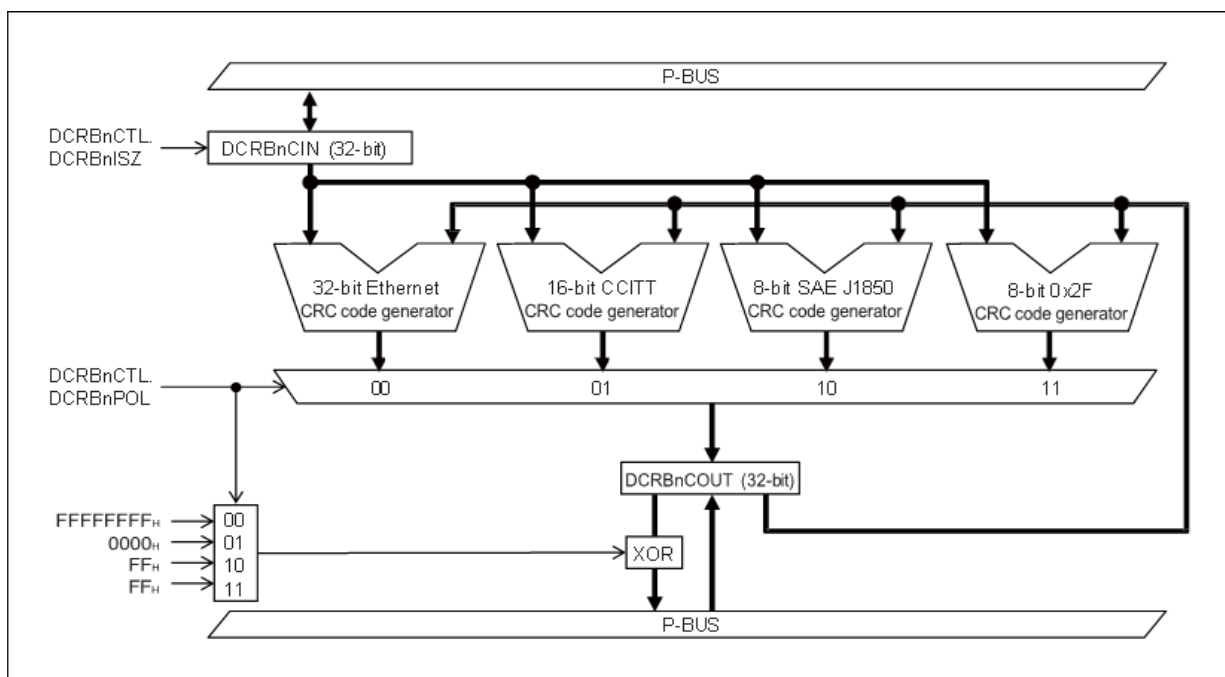 P-BUS
DCRBnCTL.
DCRBnISZ
DCRBnCIN (32-bit)
32-bit Ethernet
CRC code generator
16-bit CCITT
CRC code generator
8-bit SAE J1850
CRC code generator
8-bit 0x2F
CRC code generator
DCRBnCTL.
DCRBnPOL
00 01 10 11
DCRBnCOUT (32-bit)
FFFFFFFFH 00
0000H 01
FFH 10
FFH 11
XOR
P-BUS